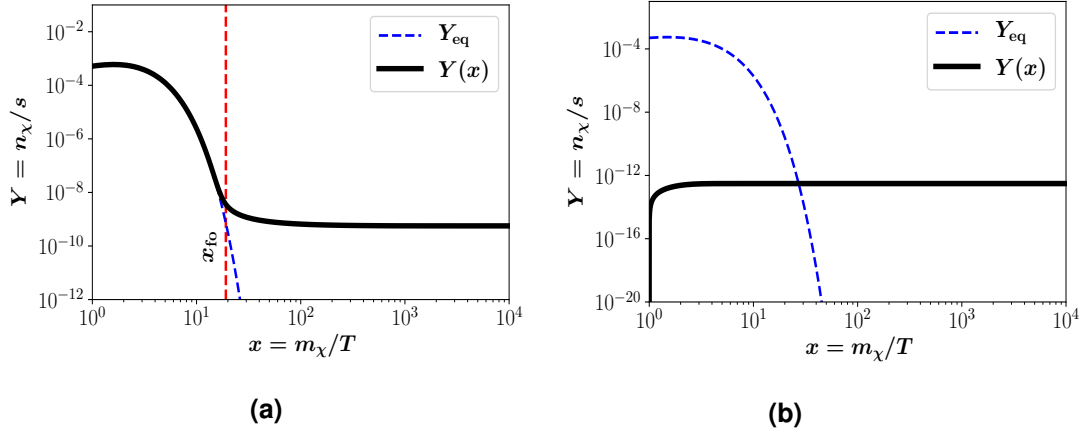 Y = n_χ/s
10^{-2}
10^{-4}
10^{-6}
10^{-8}
10^{-10}
10^{-12}
Y_eq
Y(x)
x_fo
10^0
10^1
10^2
10^3
10^4
x = m_χ/T
(a)
Y = n_χ/s
10^{-4}
10^{-8}
10^{-12}
10^{-16}
10^{-20}
Y_eq
Y(x)
10^0
10^1
10^2
10^3
10^4
x = m_χ/T
(b)